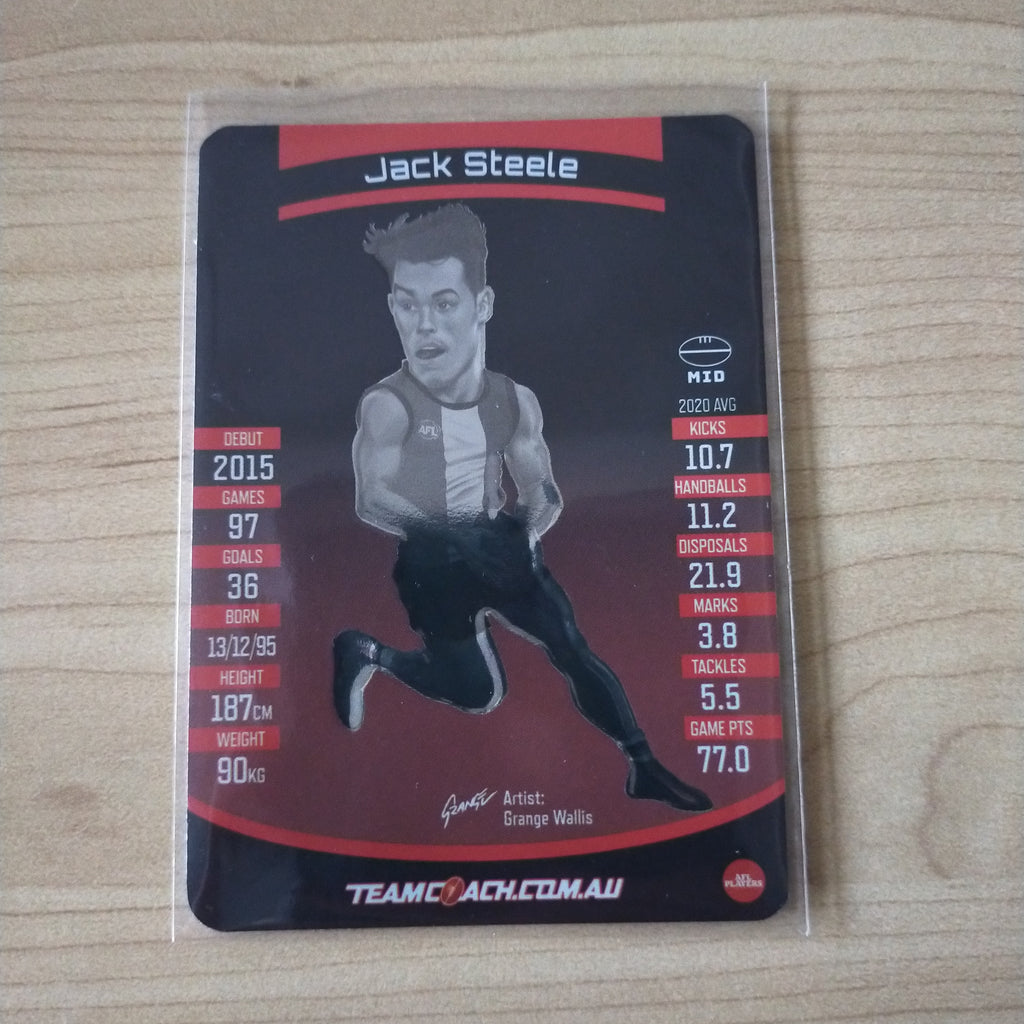 Jack Steele
AFL
DEBUT
2015
GAMES
97
GOALS
36
BORN
13/12/95
HEIGHT
187CM
WEIGHT
90KG
MID
2020 AVG
KICKS
10.7
HANDBALLS
11.2
DISPOSALS
21.9
MARKS
3.8
TACKLES
5.5
GAME PTS
77.0
GRANGE
Artist:
Grange Wallis
TEAMCOACH.COM.AU
AFL
PLAYERS